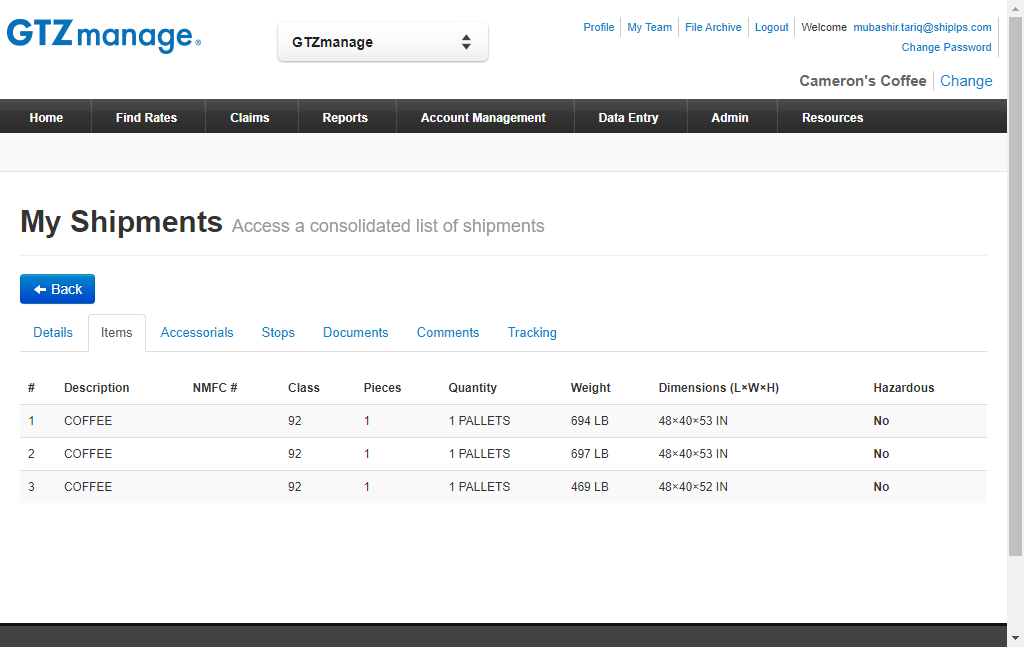 GTZmanage®
GTZmanage
Profile My Team File Archive Logout Welcome mubashir.tariq@shiplps.com
Change Password
Cameron's Coffee Change
Home Find Rates Claims Reports Account Management Data Entry Admin Resources
My Shipments Access a consolidated list of shipments
Back
Details Items Accessorials Stops Documents Comments Tracking
# Description NMFC # Class Pieces Quantity Weight Dimensions (L×W×H) Hazardous
1 COFFEE 92 1 1 PALLETS 694 LB 48×40×53 IN No
2 COFFEE 92 1 1 PALLETS 697 LB 48×40×53 IN No
3 COFFEE 92 1 1 PALLETS 469 LB 48×40×52 IN No